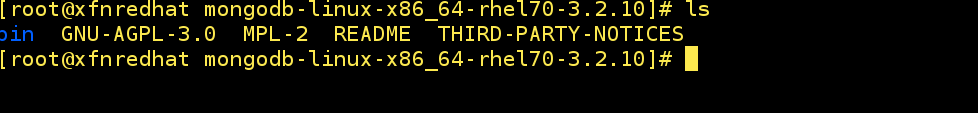 [root@xfnredhat mongodb-linux-x86_64-rhel70-3.2.10]# ls
bin  GNU-AGPL-3.0  MPL-2  README  THIRD-PARTY-NOTICES
[root@xfnredhat mongodb-linux-x86_64-rhel70-3.2.10]#